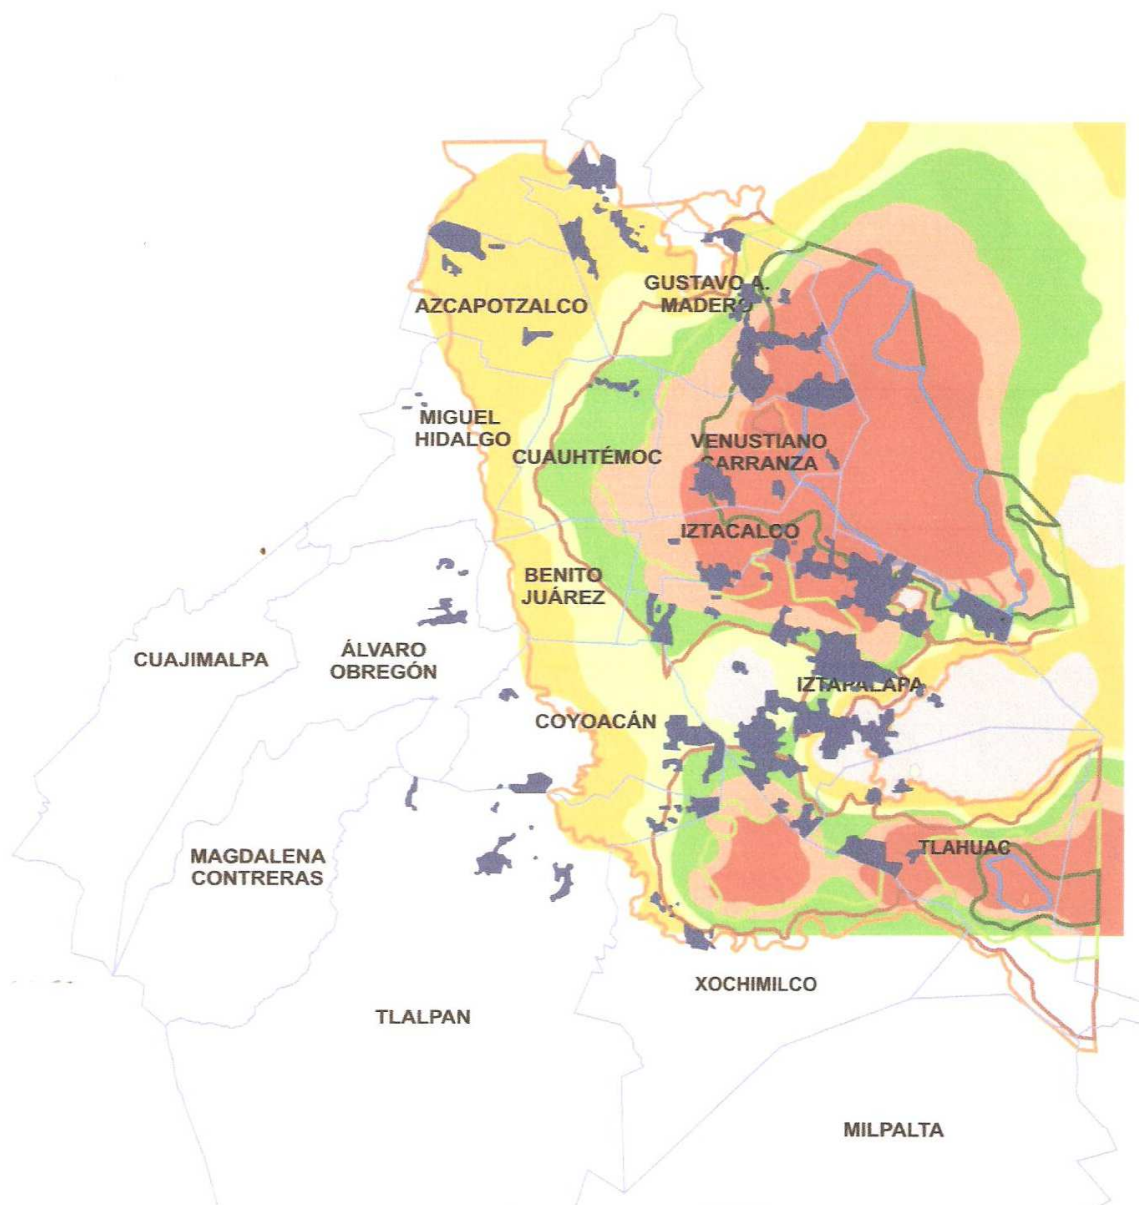 GUSTAVO A.
MADERO
AZCAPOTZALCO
MIGUEL
HIDALGO
CUAUHTÉMOC
VENUSTIANO
CARRANZA
IZTACALCO
BENITO
JUÁREZ
CUAJIMALPA
ÁLVARO
OBREGÓN
IZTAPALAPA
COYOACÁN
MAGDALENA
CONTRERAS
TLAHUAC
XOCHIMILCO
TLALPAN
MILPALTA